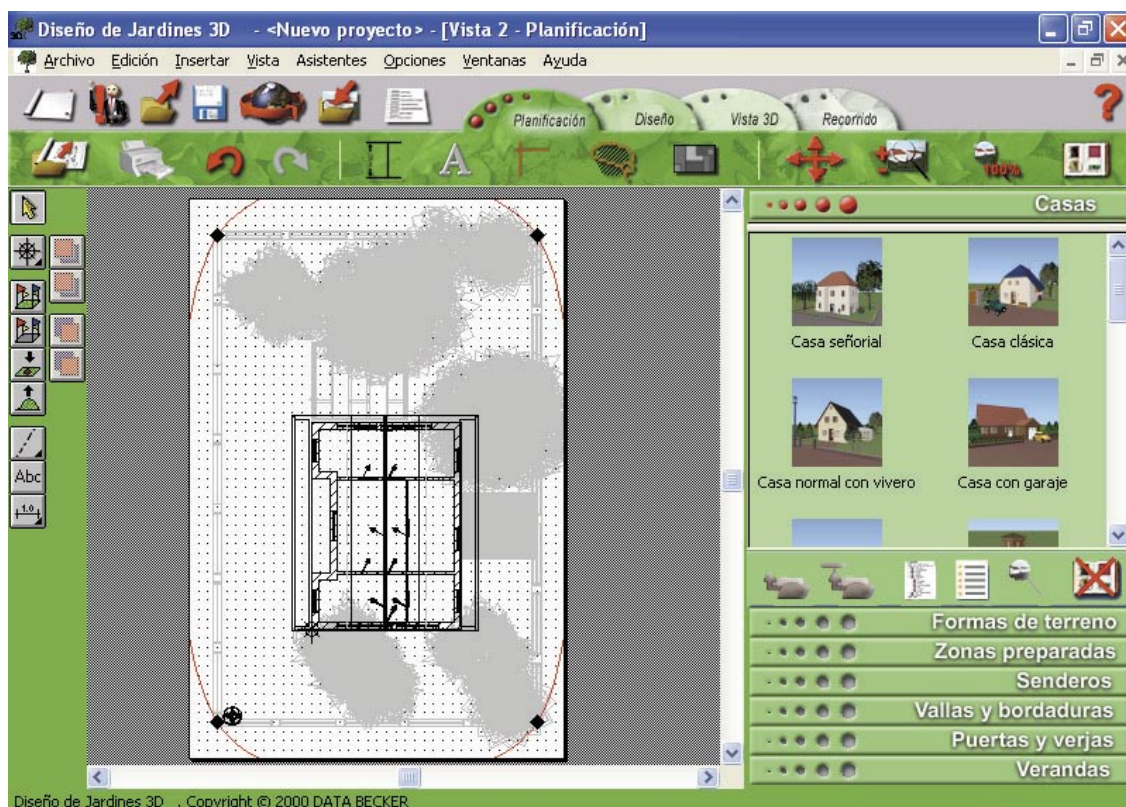 Diseño de Jardines 3D - <Nuevo proyecto> - [Vista 2 - Planificación]
Archivo Edición Insertar Vista Asistentes Opciones Ventanas Ayuda
Planificación Diseño Vista 3D Recorrido
A
100%
Casas
Casa señorial Casa clásica
Casa normal con vivero Casa con garaje
Abc
1.0
Formas de terreno
Zonas preparadas
Senderos
Vallas y bordaduras
Puertas y verjas
Verandas
Diseño de Jardines 3D , Copyright © 2000 DATA BECKER